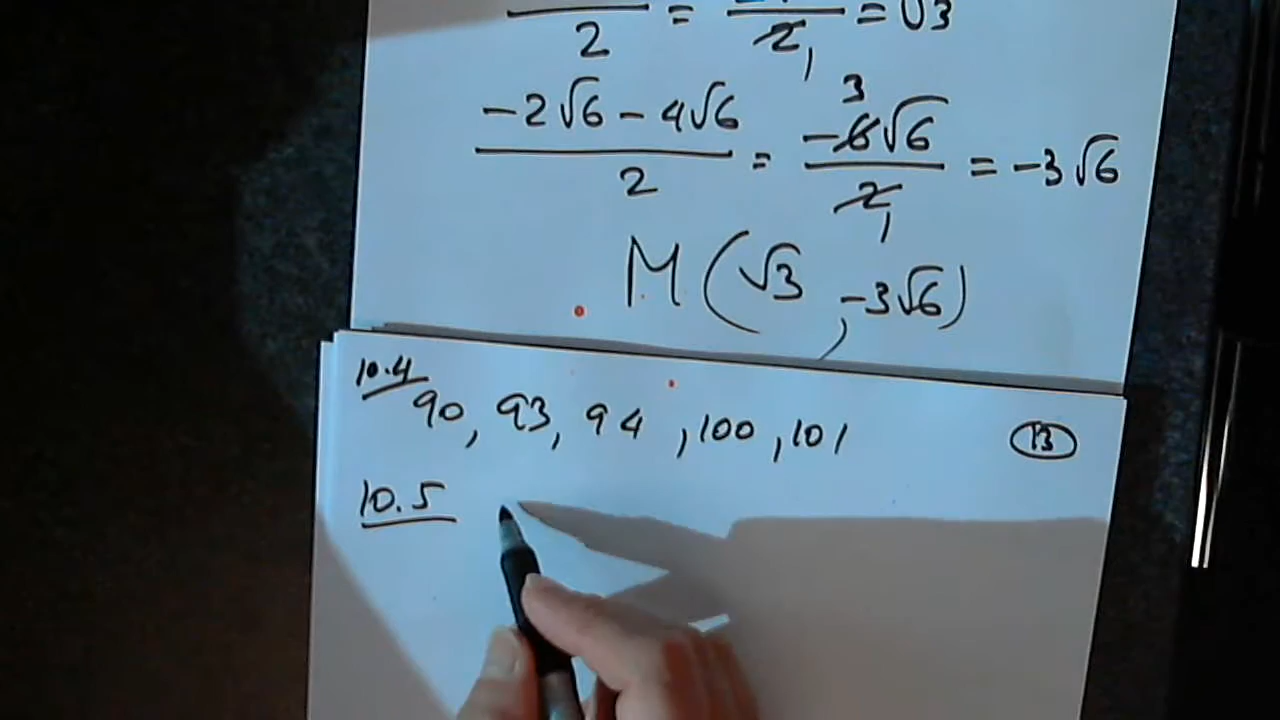 /2 = /2 1 = √3
(-2√6 - 4√6)/2 = (-6 3 √6)/(2 1) = -3√6
M(√3, -3√6)
10.4 90, 93, 94, 100, 101 13
10.5